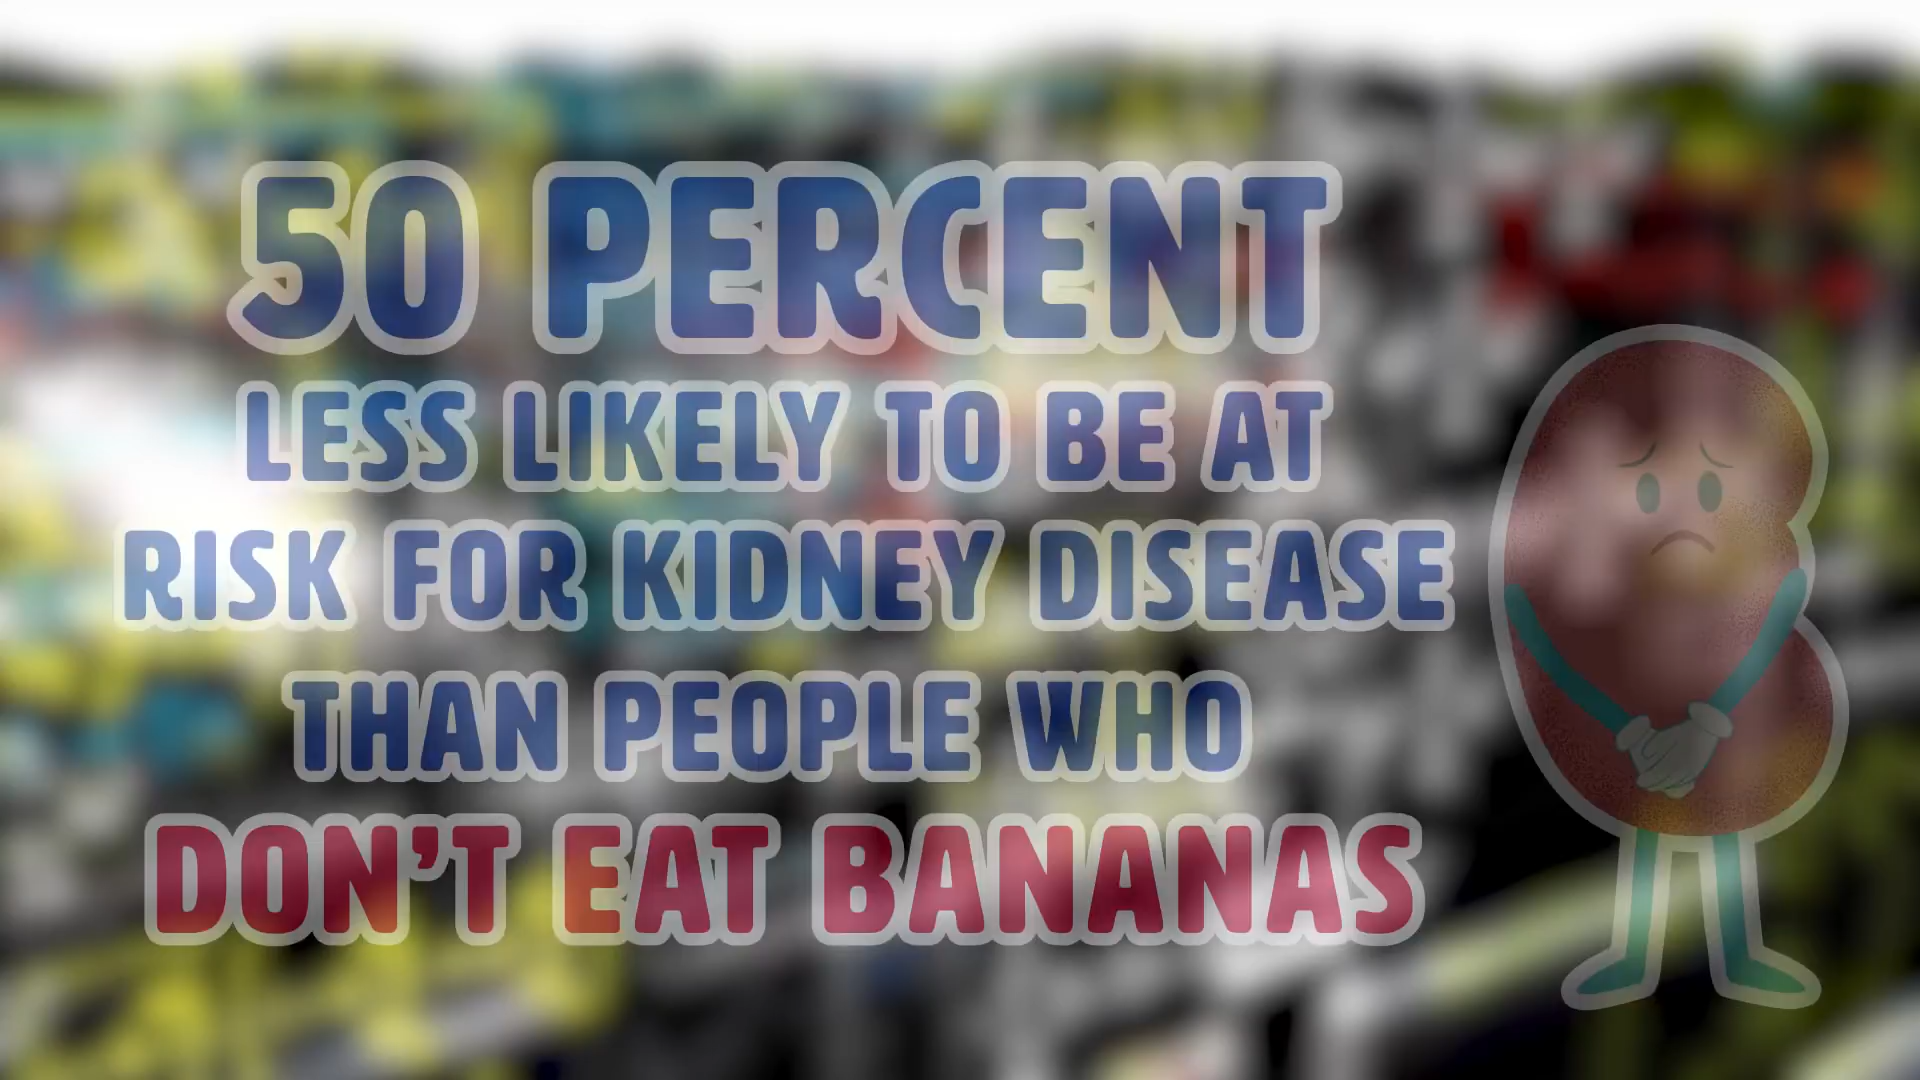 50 PERCENT
LESS LIKELY TO BE AT
RISK FOR KIDNEY DISEASE
THAN PEOPLE WHO
DON'T EAT BANANAS